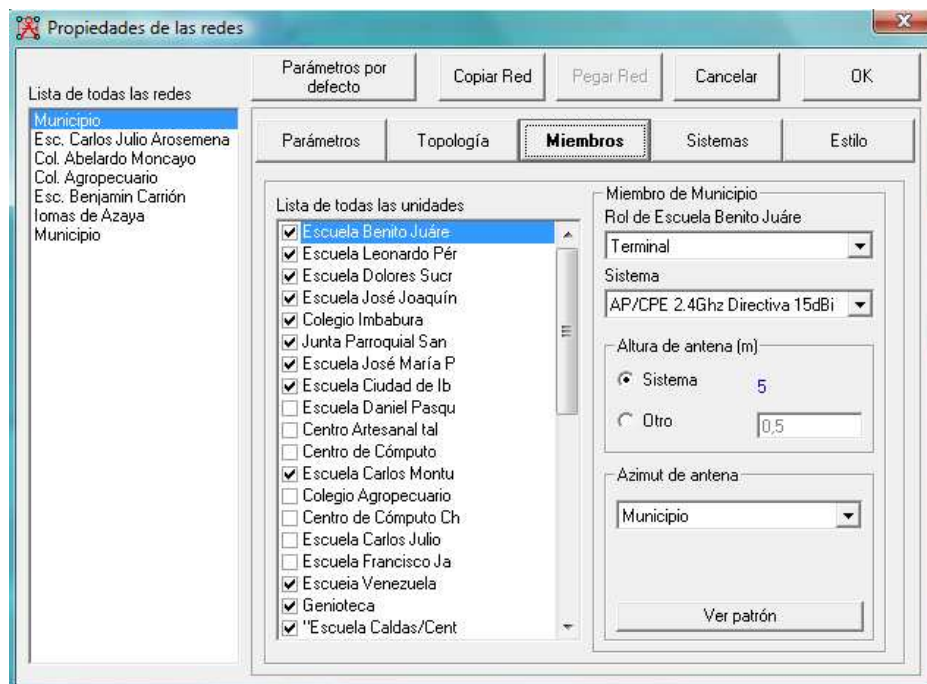 Propiedades de las redes
x
Parámetros por
defecto
Copiar Red
Pegar Red
Cancelar
OK
Lista de todas las redes
Municipio
Esc. Carlos Julio Arosemena
Col. Abelardo Moncayo
Col. Agropecuario
Esc. Benjamin Carrión
lomas de Azaya
Municipio
Parámetros
Topología
Miembros
Sistemas
Estilo
Lista de todas las unidades
Escuela Benito Juáre
Escuela Leonardo Pér
Escuela Dolores Sucr
Escuela José Joaquín
Colegio Imbabura
Junta Parroquial San
Escuela José María P
Escuela Ciudad de Ib
Escuela Daniel Pasqu
Centro Artesanal tal
Centro de Cómputo
Escuela Carlos Montu
Colegio Agropecuario
Centro de Cómputo Ch
Escuela Carlos Julio
Escuela Francisco Ja
Escueia Venezuela
Genioteca
"Escuela Caldas/Cent
Miembro de Municipio
Rol de Escuela Benito Juáre
Terminal
Sistema
AP/CPE 2.4Ghz Directiva 15dBi
Altura de antena (m)
Sistema 5
Otro 0,5
Azimut de antena
Municipio
Ver patrón